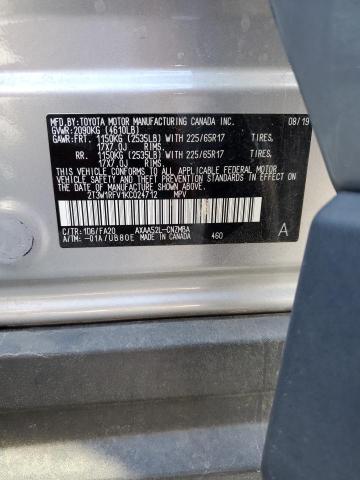 MFD.BY:TOYOTA MOTOR MANUFACTURING CANADA INC. 08/19
GVWR:2090KG (4610LB)
GAWR:FRT. 1150KG (2535LB) WITH 225/65R17 TIRES,
17X7.0J RIMS,
RR. 1150KG (2535LB) WITH 225/65R17 TIRES,
17X7.0J RIMS,
THIS VEHICLE CONFORMS TO ALL APPLICABLE FEDERAL MOTOR
VEHICLE SAFETY, BUMPER, AND THEFT PREVENTION STANDARDS IN
EFFECT ON THE DATE OF MANUFACTURE SHOWN ABOVE.
2T3W1RFV1KC024712 MPV
A
C/TR:1D6/FA20 AXAA52L-CNZMBA
A/TM:-01A/UB80E MADE IN CANADA 460